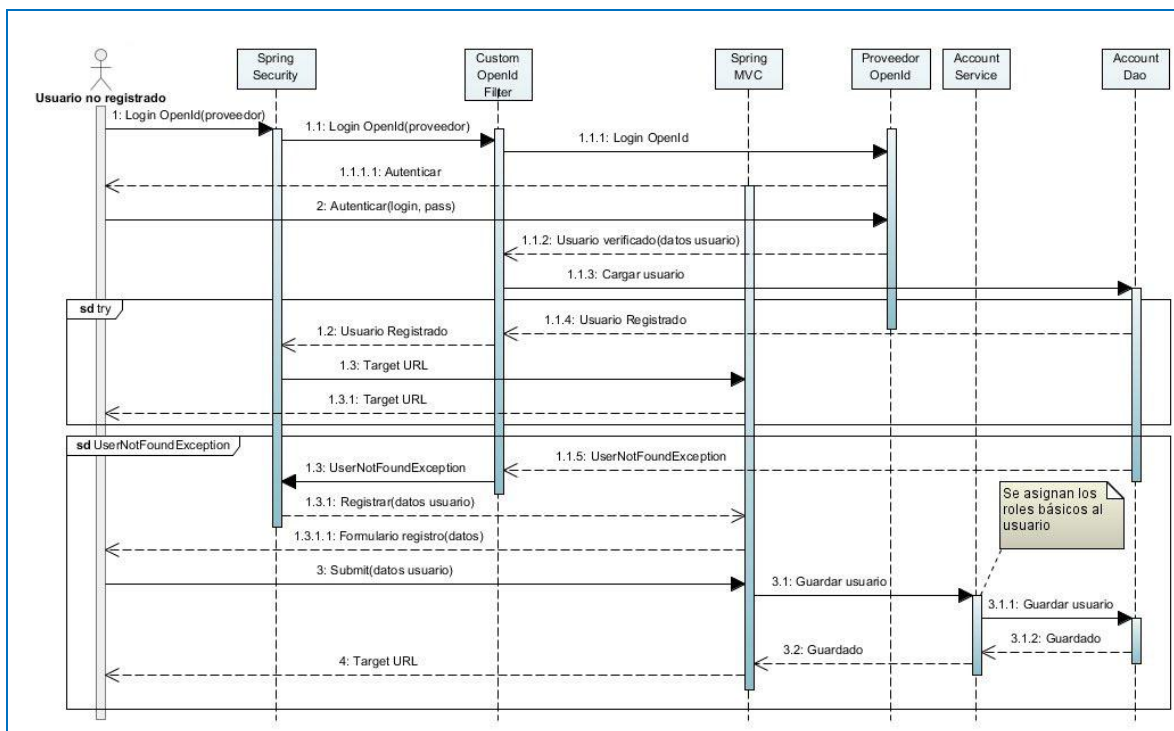 Spring
Security
Custom
OpenId
Filter
Spring
MVC
Proveedor
OpenId
Account
Service
Account
Dao
Usuario no registrado
1: Login OpenId(proveedor)
1.1: Login OpenId(proveedor)
1.1.1: Login OpenId
1.1.1.1: Autenticar
2: Autenticar(login, pass)
1.1.2: Usuario verificado(datos usuario)
1.1.3: Cargar usuario
sd try
1.1.4: Usuario Registrado
1.2: Usuario Registrado
1.3: Target URL
1.3.1: Target URL
sd UserNotFoundException
1.1.5: UserNotFoundException
1.3: UserNotFoundException
Se asignan los
roles básicos al
usuario
1.3.1: Registrar(datos usuario)
1.3.1.1: Formulario registro(datos)
3: Submit(datos usuario)
3.1: Guardar usuario
3.1.1: Guardar usuario
3.1.2: Guardado
3.2: Guardado
4: Target URL